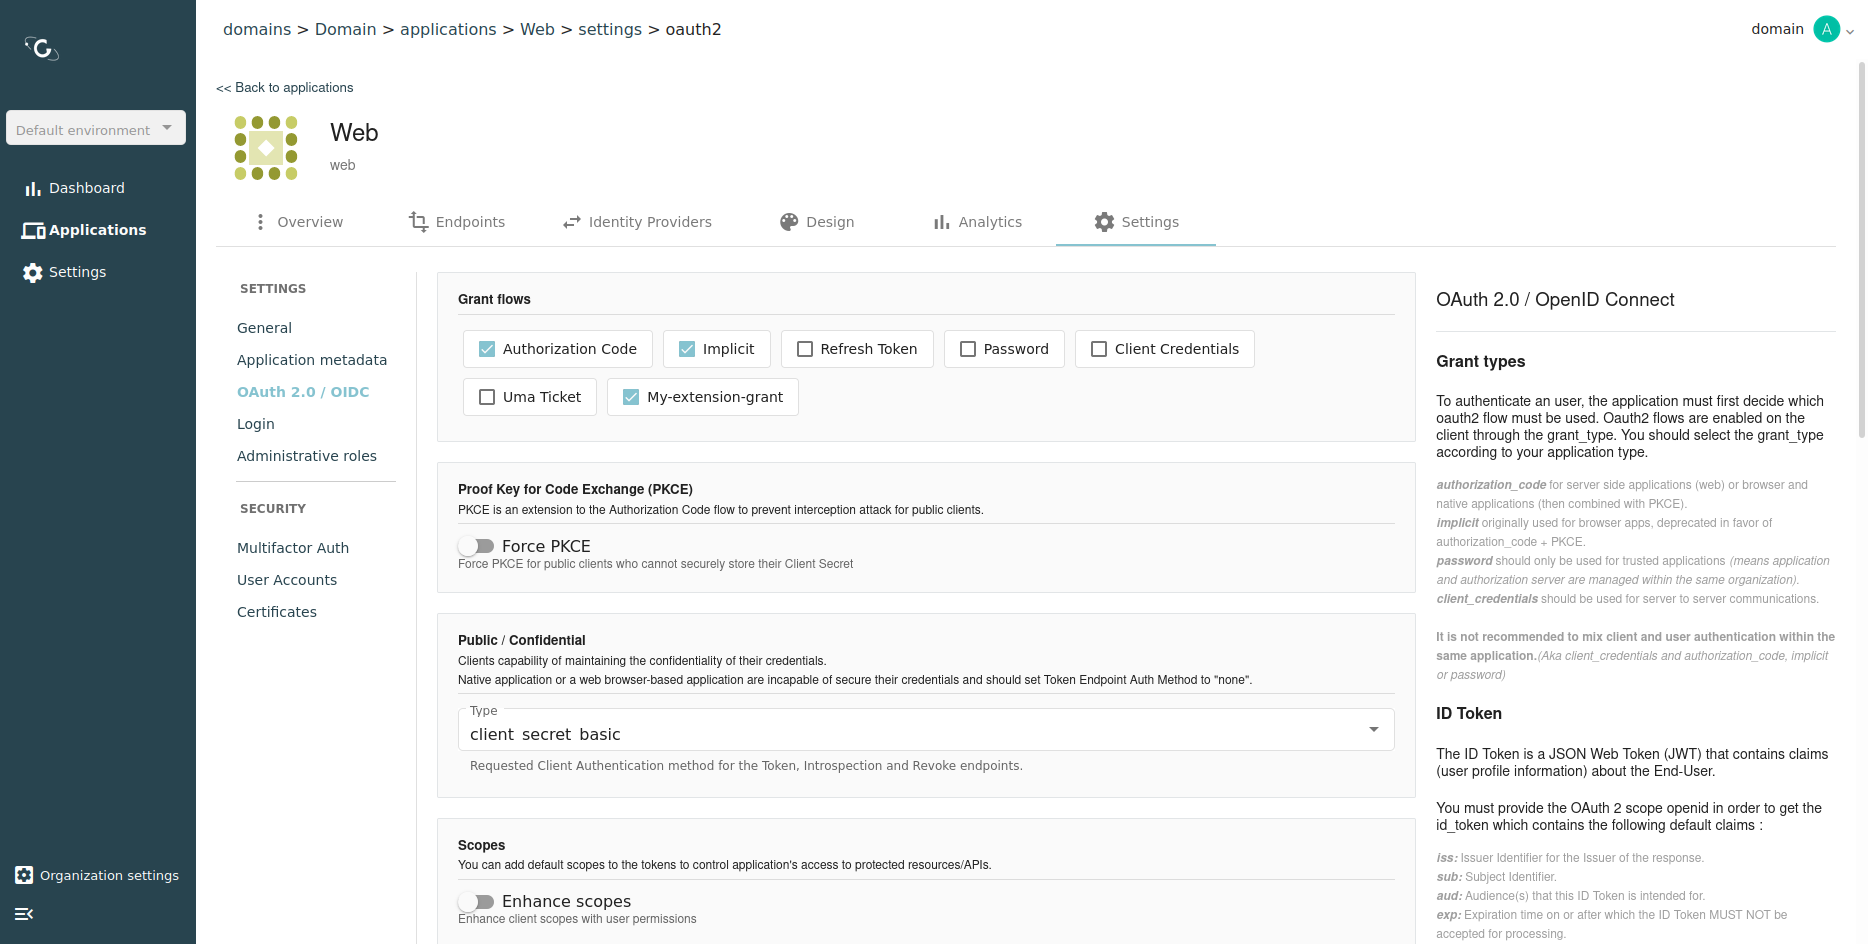 domains > Domain > applications > Web > settings > oauth2
domain A
Default environment
Dashboard
Applications
Settings
Organization settings
<< Back to applications
Web
web
Overview
Endpoints
Identity Providers
Design
Analytics
Settings
SETTINGS
General
Application metadata
OAuth 2.0 / OIDC
Login
Administrative roles
SECURITY
Multifactor Auth
User Accounts
Certificates
Grant flows
Authorization Code
Implicit
Refresh Token
Password
Client Credentials
Uma Ticket
My-extension-grant
Proof Key for Code Exchange (PKCE)
PKCE is an extension to the Authorization Code flow to prevent interception attack for public clients.
Force PKCE
Force PKCE for public clients who cannot securely store their Client Secret
Public / Confidential
Clients capability of maintaining the confidentiality of their credentials.
Native application or a web browser-based application are incapable of secure their credentials and should set Token Endpoint Auth Method to "none".
Type
client_secret_basic
Requested Client Authentication method for the Token, Introspection and Revoke endpoints.
Scopes
You can add default scopes to the tokens to control application's access to protected resources/APIs.
Enhance scopes
Enhance client scopes with user permissions
OAuth 2.0 / OpenID Connect
Grant types
To authenticate an user, the application must first decide which
oauth2 flow must be used. Oauth2 flows are enabled on the
client through the grant_type. You should select the grant_type
according to your application type.
authorization_code for server side applications (web) or browser and
native applications (then combined with PKCE).
implicit originally used for browser apps, deprecated in favor of
authorization_code + PKCE.
password should only be used for trusted applications (means application
and authorization server are managed within the same organization).
client_credentials should be used for server to server communications.
It is not recommended to mix client and user authentication within the
same application.(Aka client_credentials and authorization_code, implicit
or password)
ID Token
The ID Token is a JSON Web Token (JWT) that contains claims
(user profile information) about the End-User.
You must provide the OAuth 2 scope openid in order to get the
id_token which contains the following default claims :
iss: Issuer Identifier for the Issuer of the response.
sub: Subject Identifier.
aud: Audience(s) that this ID Token is intended for.
exp: Expiration time on or after which the ID Token MUST NOT be
accepted for processing.